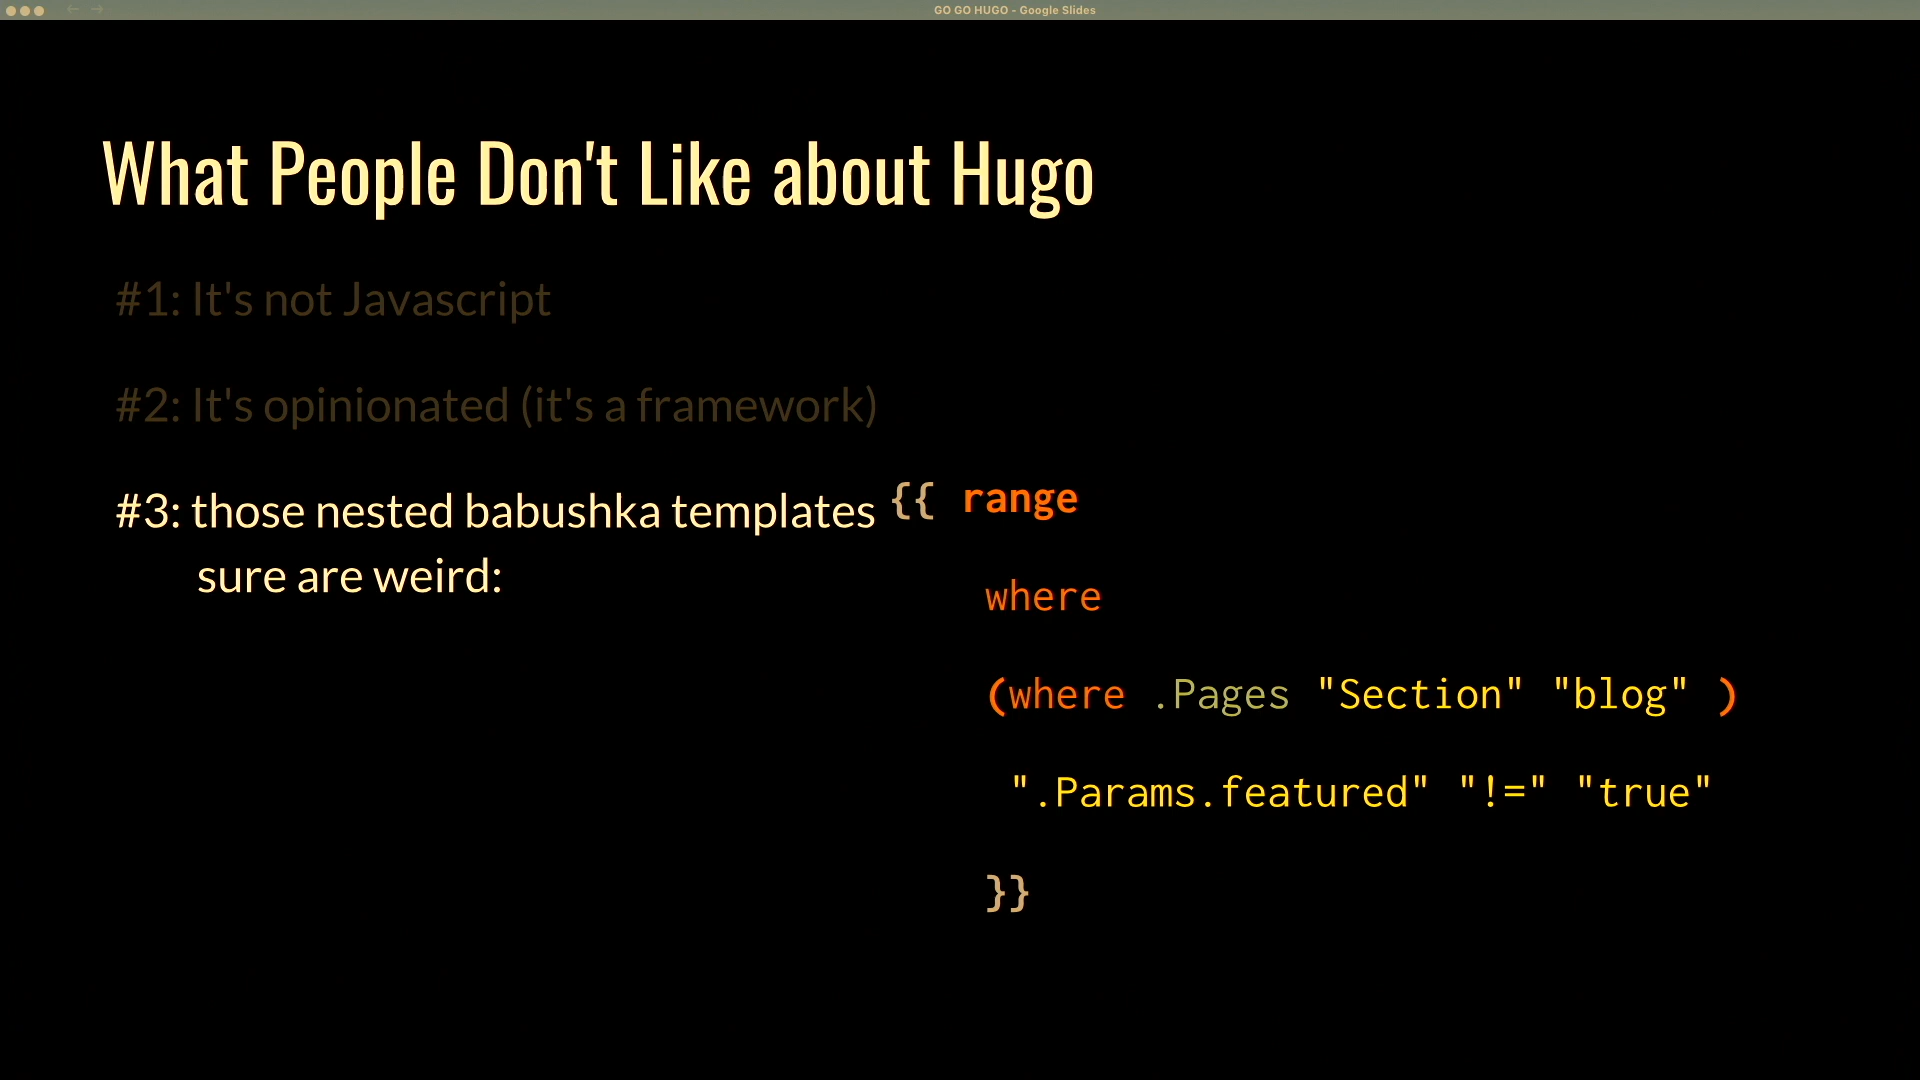 GO GO HUGO - Google Slides
What People Don't Like about Hugo
#1: It's not Javascript
#2: It's opinionated (it's a framework)
#3: those nested babushka templates
sure are weird:
{{ range
where
(where .Pages "Section" "blog" )
".Params.featured" "!=" "true"
}}